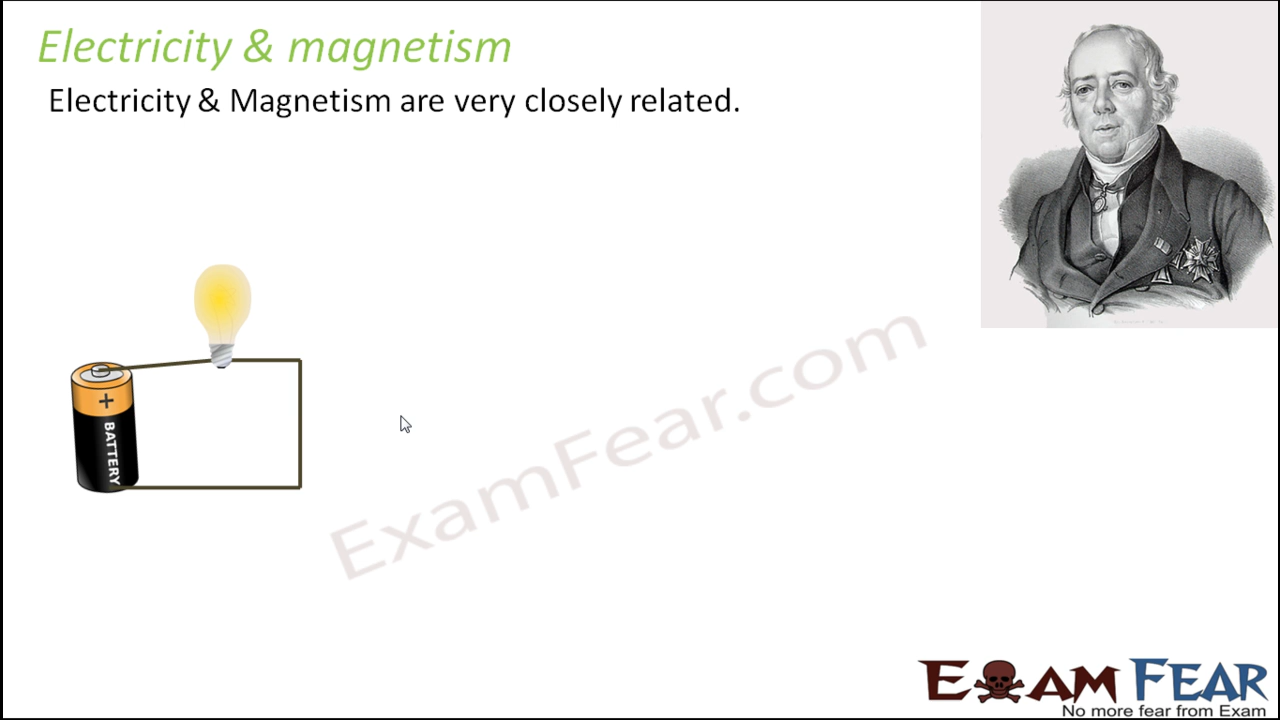 Electricity & magnetism
Electricity & Magnetism are very closely related.
+
BATTERY
ExamFear.com
EXAM FEAR
No more fear from Exam